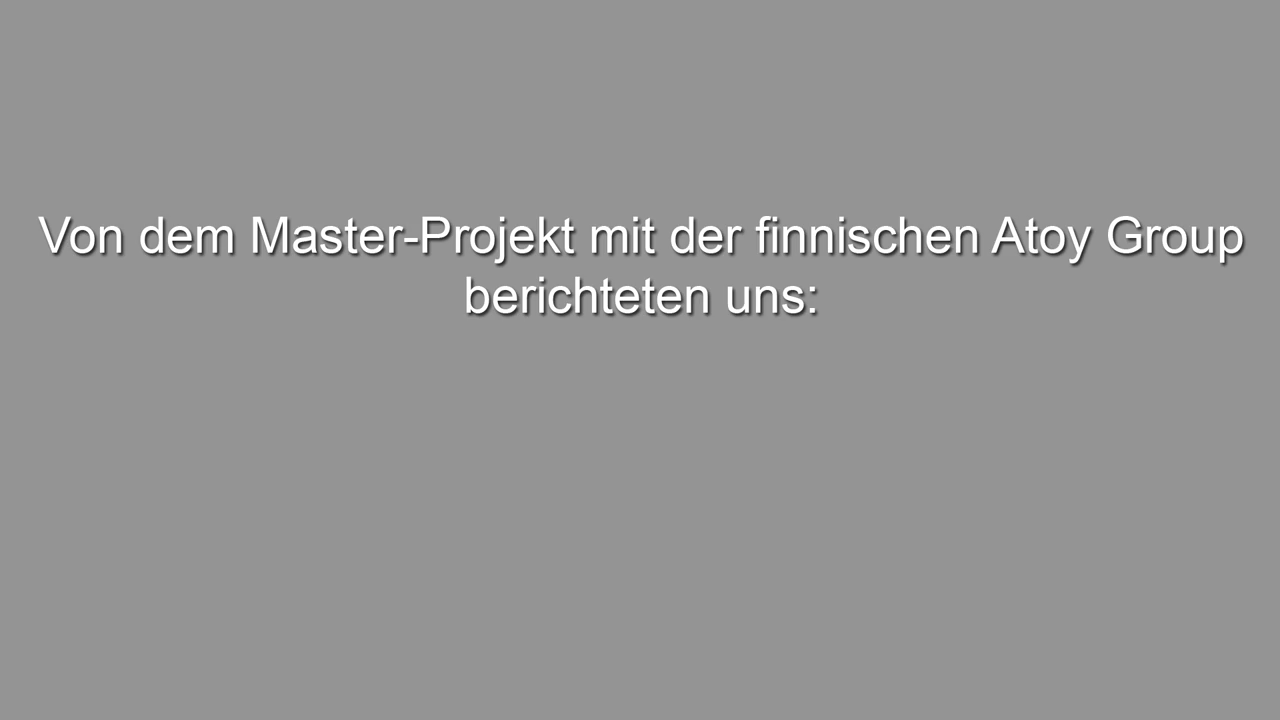 Von dem Master-Projekt mit der finnischen Atoy Group
berichteten uns: